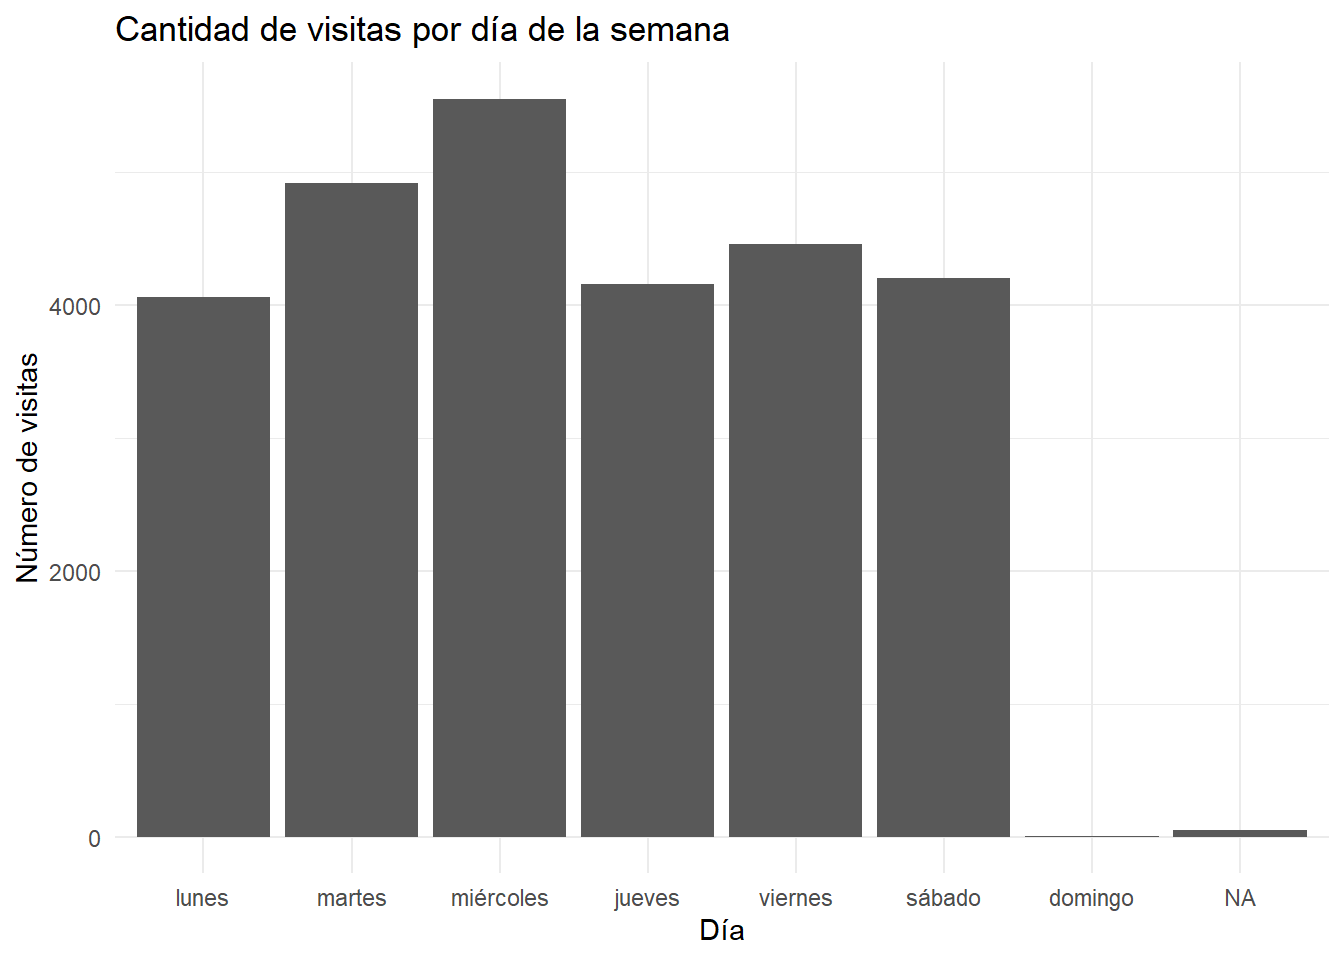 Cantidad de visitas por día de la semana
Número de visitas
4000
2000
0
lunes martes miércoles jueves viernes sábado domingo NA
Día